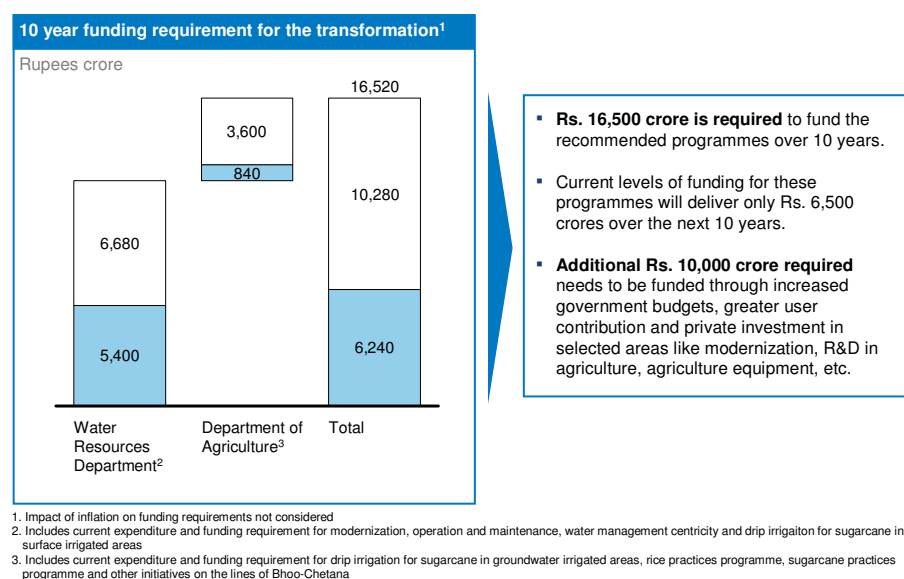 10 year funding requirement for the transformation1
Rupees crore
16,520
3,600
840
10,280
6,680
5,400
6,240
Water
Resources
Department2
Department of
Agriculture3
Total
▪ Rs. 16,500 crore is required to fund the
recommended programmes over 10 years.
▪ Current levels of funding for these
programmes will deliver only Rs. 6,500
crores over the next 10 years.
▪ Additional Rs. 10,000 crore required
needs to be funded through increased
government budgets, greater user
contribution and private investment in
selected areas like modernization, R&D in
agriculture, agriculture equipment, etc.
1. Impact of inflation on funding requirements not considered
2. Includes current expenditure and funding requirement for modernization, operation and maintenance, water management centricity and drip irrigaiton for sugarcane in
surface irrigated areas
3. Includes current expenditure and funding requirement for drip irrigation for sugarcane in groundwater irrigated areas, rice practices programme, sugarcane practices
programme and other initiatives on the lines of Bhoo-Chetana